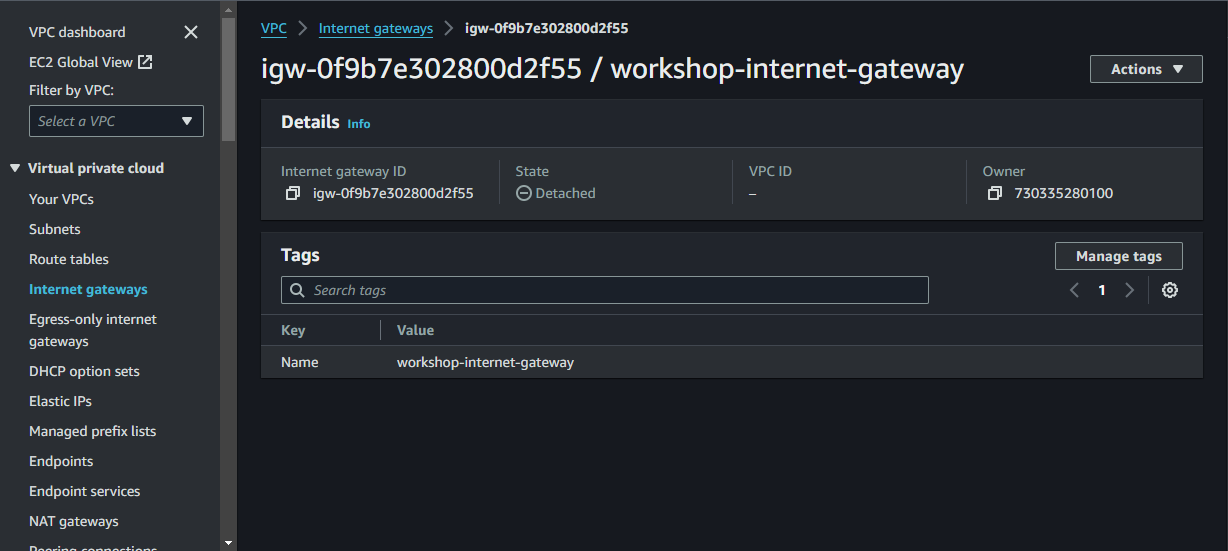 VPC dashboard
EC2 Global View
Filter by VPC:
Select a VPC
Virtual private cloud
Your VPCs
Subnets
Route tables
Internet gateways
Egress-only internet
gateways
DHCP option sets
Elastic IPs
Managed prefix lists
Endpoints
Endpoint services
NAT gateways
Peering connections
VPC > Internet gateways > igw-0f9b7e302800d2f55
igw-0f9b7e302800d2f55 / workshop-internet-gateway
Actions
Details Info
Internet gateway ID
igw-0f9b7e302800d2f55
State
Detached
VPC ID
–
Owner
730335280100
Tags
Manage tags
Search tags
1
Key Value
Name workshop-internet-gateway